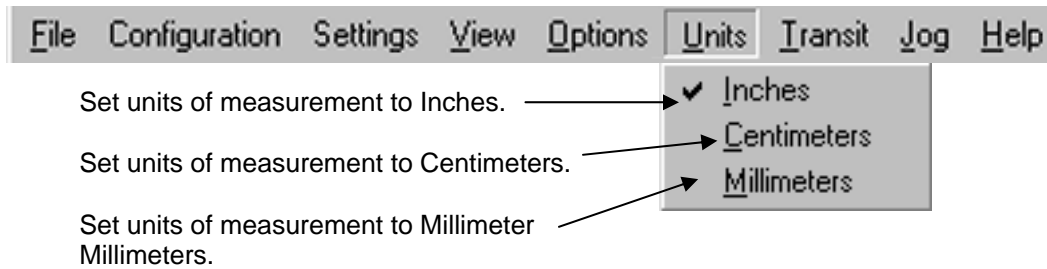 File Configuration Settings View Options Units Transit Jog Help
Set units of measurement to Inches.
Inches
Set units of measurement to Centimeters.
Centimeters
Millimeters
Set units of measurement to Millimeter
Millimeters.